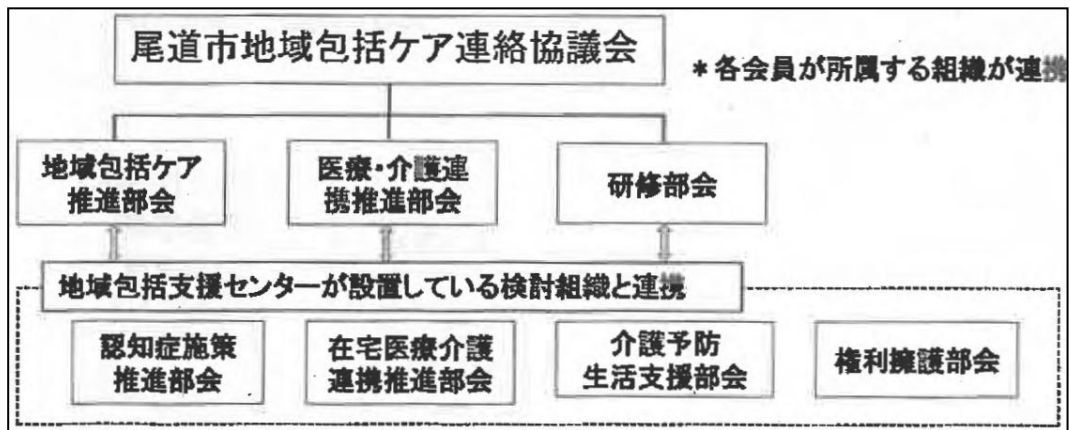 尾道市地域包括ケア連絡協議会
*各会員が所属する組織が連携
地域包括ケア
推進部会
医療・介護連
携推進部会
研修部会
地域包括支援センターが設置している検討組織と連携
認知症施策
推進部会
在宅医療介護
連携推進部会
介護予防
生活支援部会
権利擁護部会